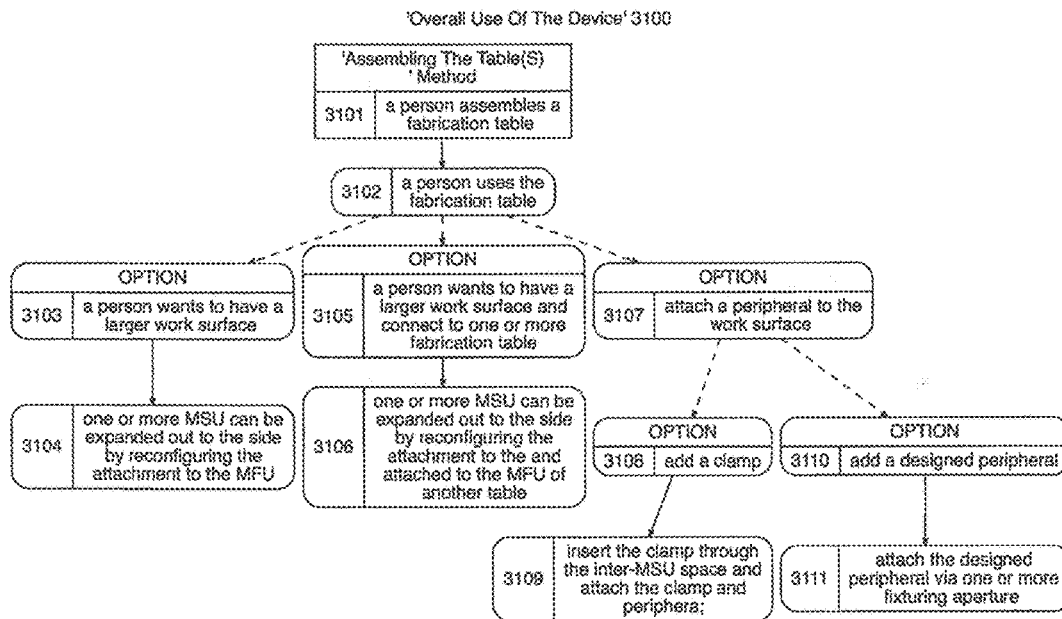 'Overall Use Of The Device' 3100
'Assembling The Table(S)
' Method
3101
a person assembles a
fabrication table
3102
a person uses the
fabrication table
OPTION
3103
a person wants to have a
larger work surface
OPTION
3105
a person wants to have a
larger work surface and
connect to one or more
fabrication table
OPTION
3107
attach a peripheral to the
work surface
3104
one or more MSU can be
expanded out to the side
by reconfiguring the
attachment to the MFU
3106
one or more MSU can be
expanded out to the side
by reconfiguring the
attachment to the and
attached to the MFU of
another table
OPTION
3108
add a clamp
OPTION
3110
add a designed peripheral
3109
insert the clamp through
the inter-MSU space and
attach the clamp and
periphera;
3111
attach the designed
peripheral via one or more
fixturing aperture